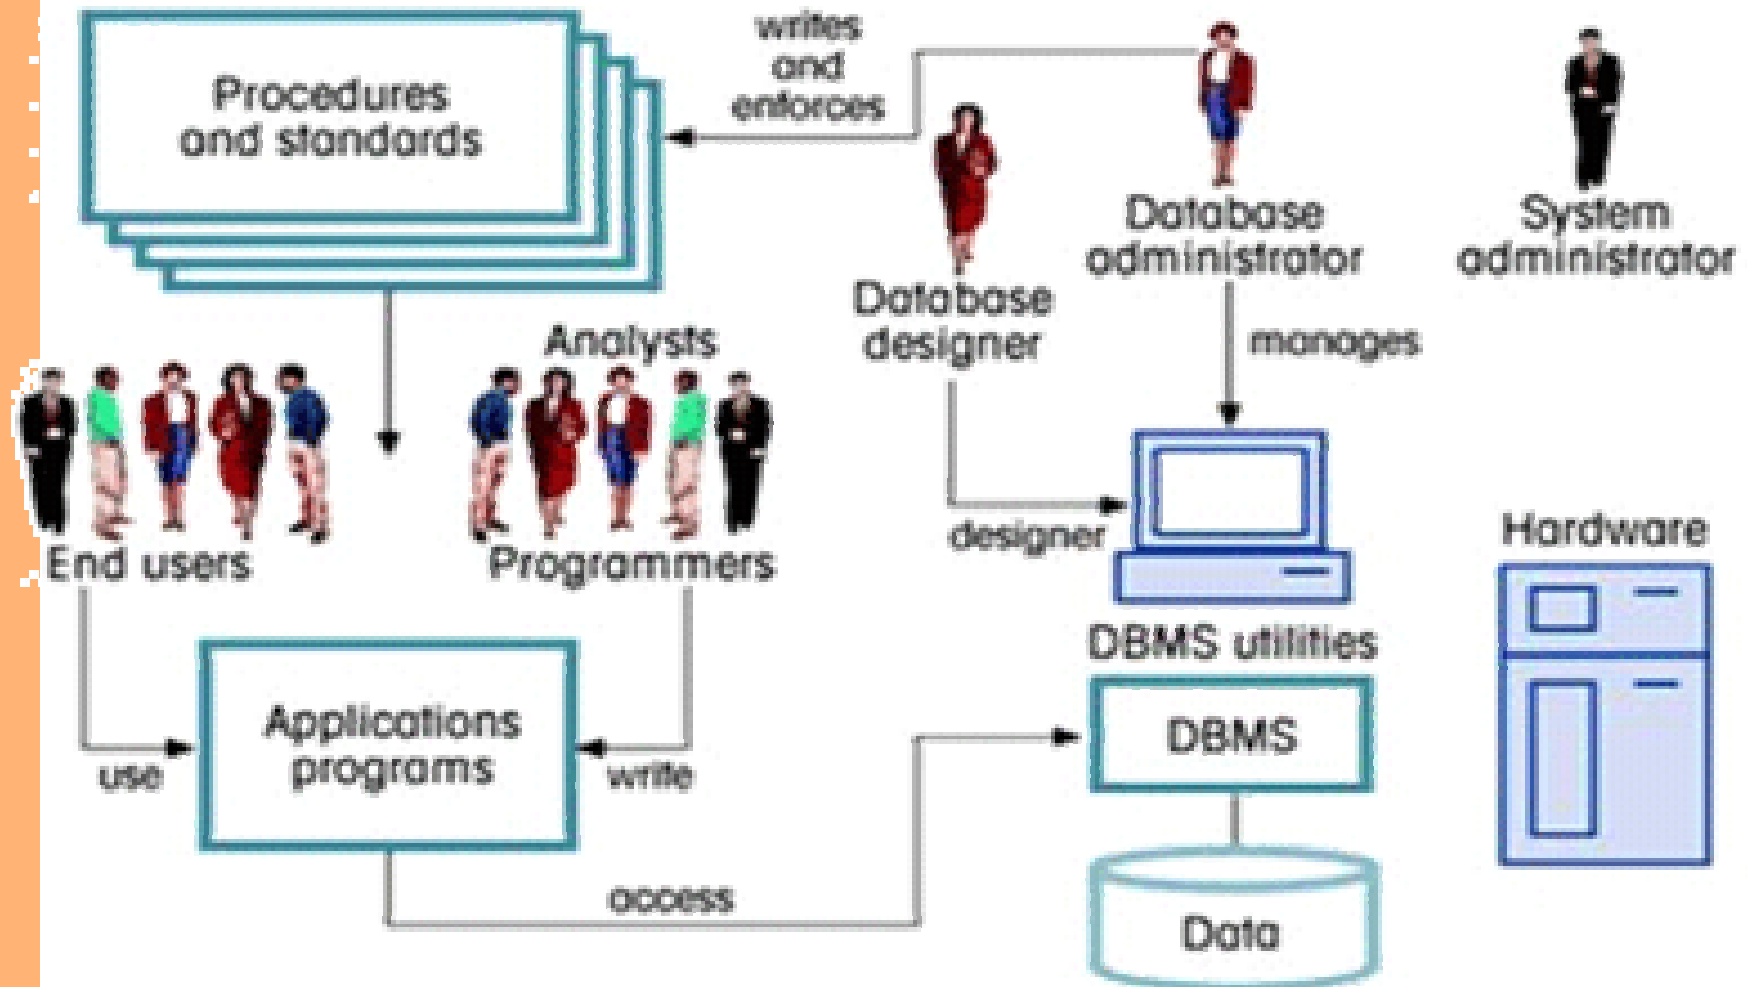 Procedures
and standards
writes
and
enforces
Database
designer
Database
administrator
System
administrator
manages
Analysts
End users
Programmers
designer
Hardware
DBMS utilities
use
Applications
programs
write
DBMS
access
Data